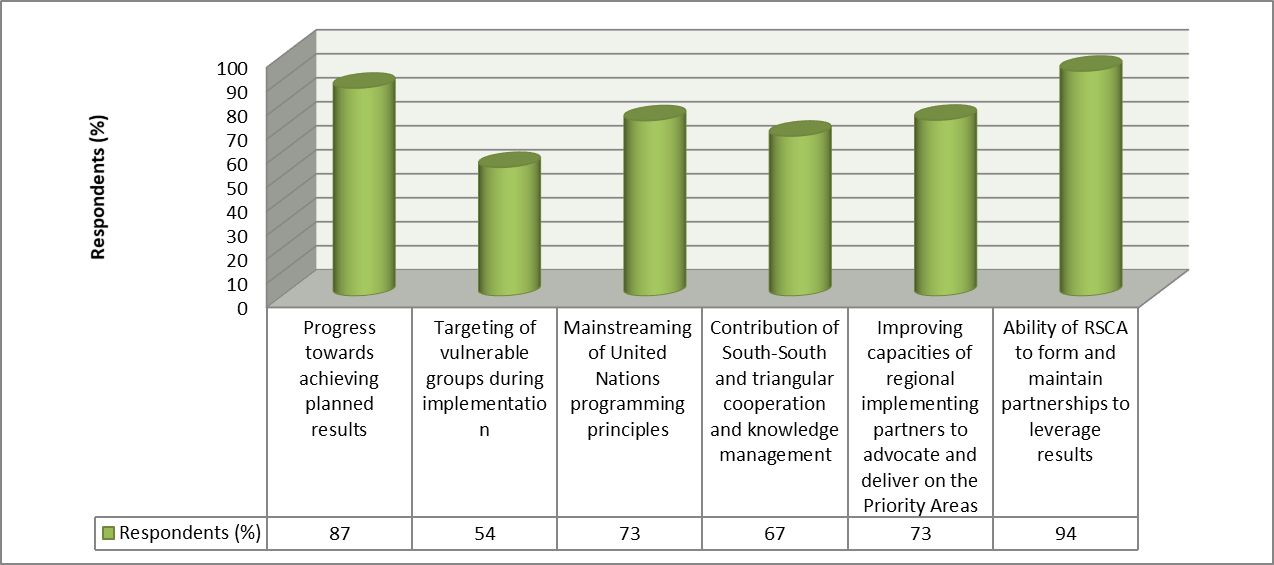 Respondents (%)
100
90
80
70
60
50
40
30
20
10
0
Progress
towards
achieving
planned
results
Targeting of
vulnerable
groups during
implementatio
n
Mainstreaming
of United
Nations
programming
principles
Contribution of
South-South
and triangular
cooperation
and knowledge
management
Improving
capacities of
regional
implementing
partners to
advocate and
deliver on the
Priority Areas
Ability of RSCA
to form and
maintain
partnerships to
leverage
results
Respondents (%) 87 54 73 67 73 94